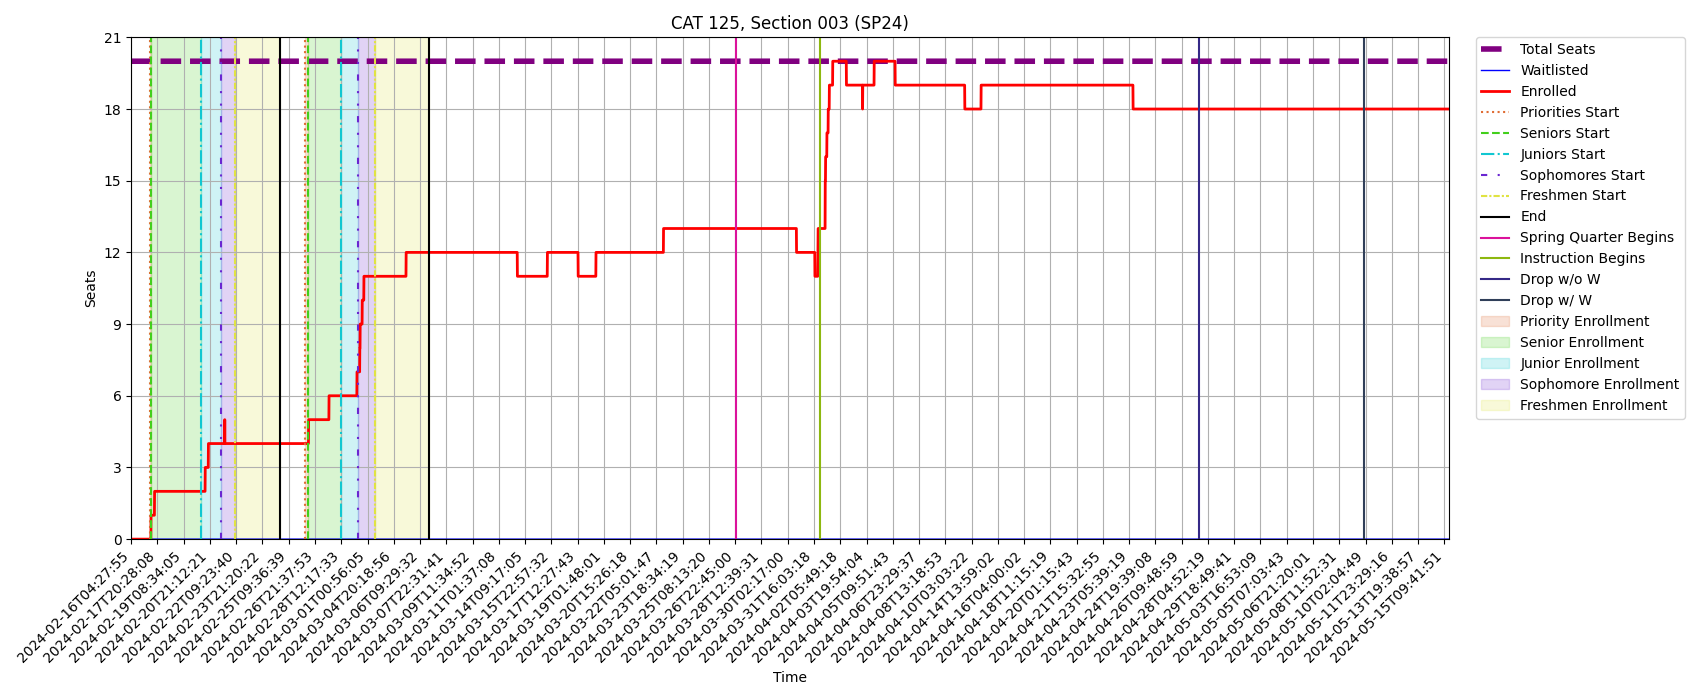 CAT 125, Section 003 (SP24)
21
18
15
12
9
6
3
0
Seats
2024-02-16T04:27:55
2024-02-17T20:28:08
2024-02-19T08:34:05
2024-02-20T21:12:21
2024-02-22T09:23:40
2024-02-23T21:20:22
2024-02-25T09:36:39
2024-02-26T21:37:53
2024-02-28T12:17:33
2024-03-01T00:56:05
2024-03-04T20:18:56
2024-03-06T09:29:32
2024-03-07T22:31:41
2024-03-11T01:34:52
2024-03-13T01:37:08
2024-03-14T09:17:05
2024-03-15T22:57:32
2024-03-17T12:27:43
2024-03-19T01:48:01
2024-03-20T15:26:18
2024-03-22T05:01:47
2024-03-23T18:34:19
2024-03-25T08:13:20
2024-03-26T22:45:00
2024-03-28T12:39:31
2024-03-30T02:17:00
2024-03-31T16:03:18
2024-04-02T05:49:18
2024-04-03T19:54:04
2024-04-05T09:51:43
2024-04-06T23:29:37
2024-04-08T13:18:53
2024-04-10T03:03:22
2024-04-14T13:59:02
2024-04-16T04:00:02
2024-04-18T11:15:19
2024-04-20T01:15:43
2024-04-21T15:32:55
2024-04-23T05:39:19
2024-04-24T19:39:08
2024-04-26T09:48:59
2024-04-28T04:52:19
2024-04-29T18:49:41
2024-05-03T16:53:09
2024-05-05T07:03:43
2024-05-06T21:20:01
2024-05-08T11:52:31
2024-05-10T02:04:49
2024-05-11T23:29:16
2024-05-13T19:38:57
2024-05-15T09:41:51
Time
Total Seats
Waitlisted
Enrolled
Priorities Start
Seniors Start
Juniors Start
Sophomores Start
Freshmen Start
End
Spring Quarter Begins
Instruction Begins
Drop w/o W
Drop w/ W
Priority Enrollment
Senior Enrollment
Junior Enrollment
Sophomore Enrollment
Freshmen Enrollment